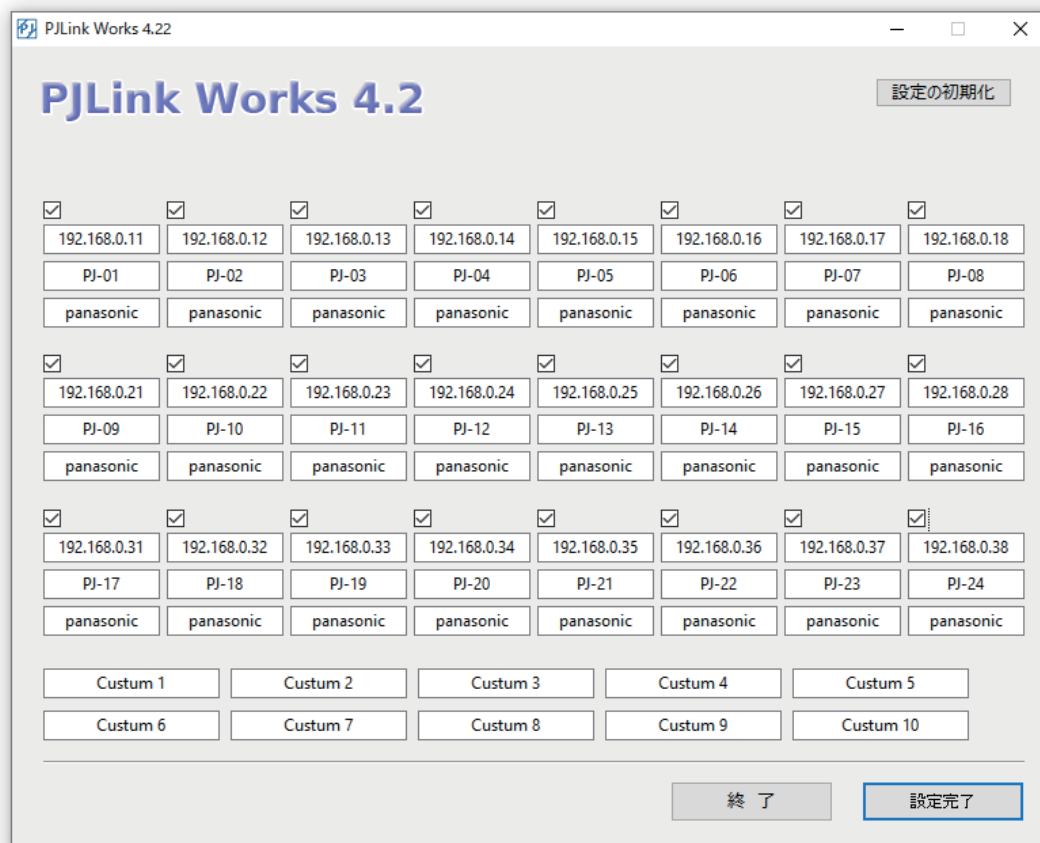 PJLink Works 4.22
PJLink Works 4.2
設定の初期化
192.168.0.11 192.168.0.12 192.168.0.13 192.168.0.14 192.168.0.15 192.168.0.16 192.168.0.17 192.168.0.18
PJ-01 PJ-02 PJ-03 PJ-04 PJ-05 PJ-06 PJ-07 PJ-08
panasonic panasonic panasonic panasonic panasonic panasonic panasonic panasonic
192.168.0.21 192.168.0.22 192.168.0.23 192.168.0.24 192.168.0.25 192.168.0.26 192.168.0.27 192.168.0.28
PJ-09 PJ-10 PJ-11 PJ-12 PJ-13 PJ-14 PJ-15 PJ-16
panasonic panasonic panasonic panasonic panasonic panasonic panasonic panasonic
192.168.0.31 192.168.0.32 192.168.0.33 192.168.0.34 192.168.0.35 192.168.0.36 192.168.0.37 192.168.0.38
PJ-17 PJ-18 PJ-19 PJ-20 PJ-21 PJ-22 PJ-23 PJ-24
panasonic panasonic panasonic panasonic panasonic panasonic panasonic panasonic
Custum 1 Custum 2 Custum 3 Custum 4 Custum 5
Custum 6 Custum 7 Custum 8 Custum 9 Custum 10
終 了 設定完了